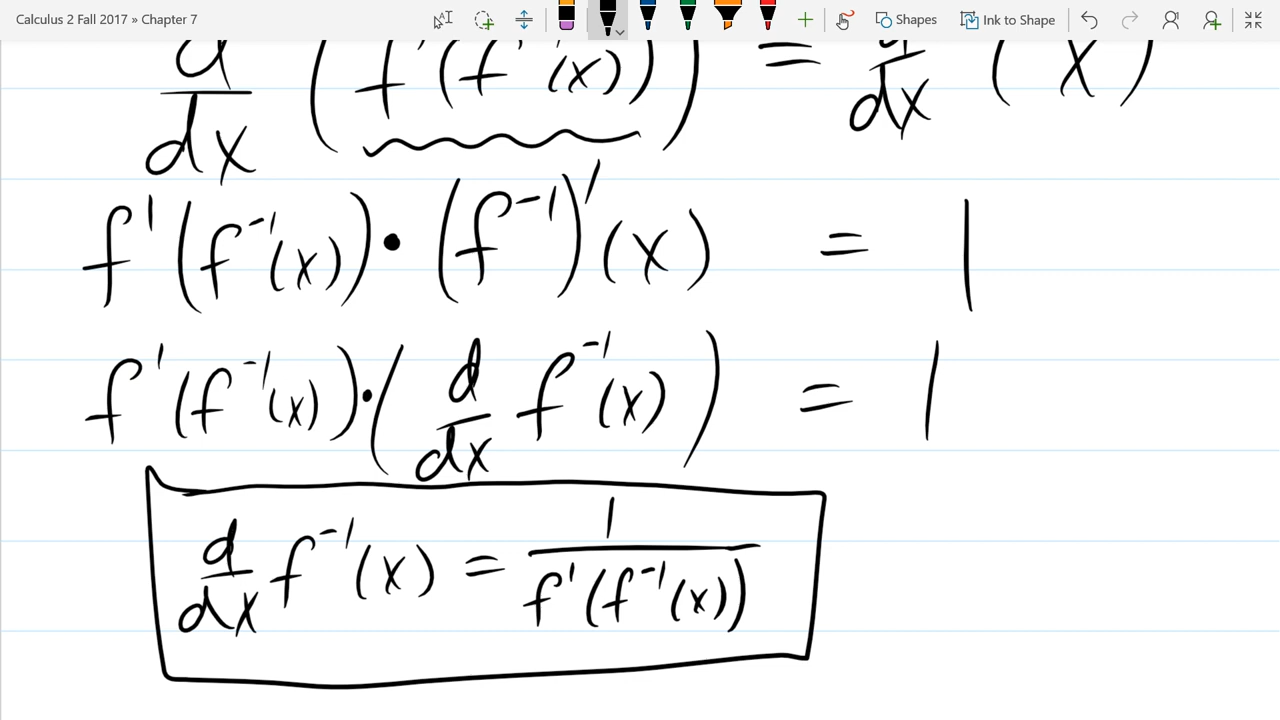 Calculus 2 Fall 2017 » Chapter 7
Shapes
Ink to Shape
d/dx (f(f⁻¹(x))) = d/dx (x)
f'(f⁻¹(x)) • (f⁻¹)'(x) = 1
f'(f⁻¹(x)) • (d/dx f⁻¹(x)) = 1
d/dx f⁻¹(x) = 1/f'(f⁻¹(x))